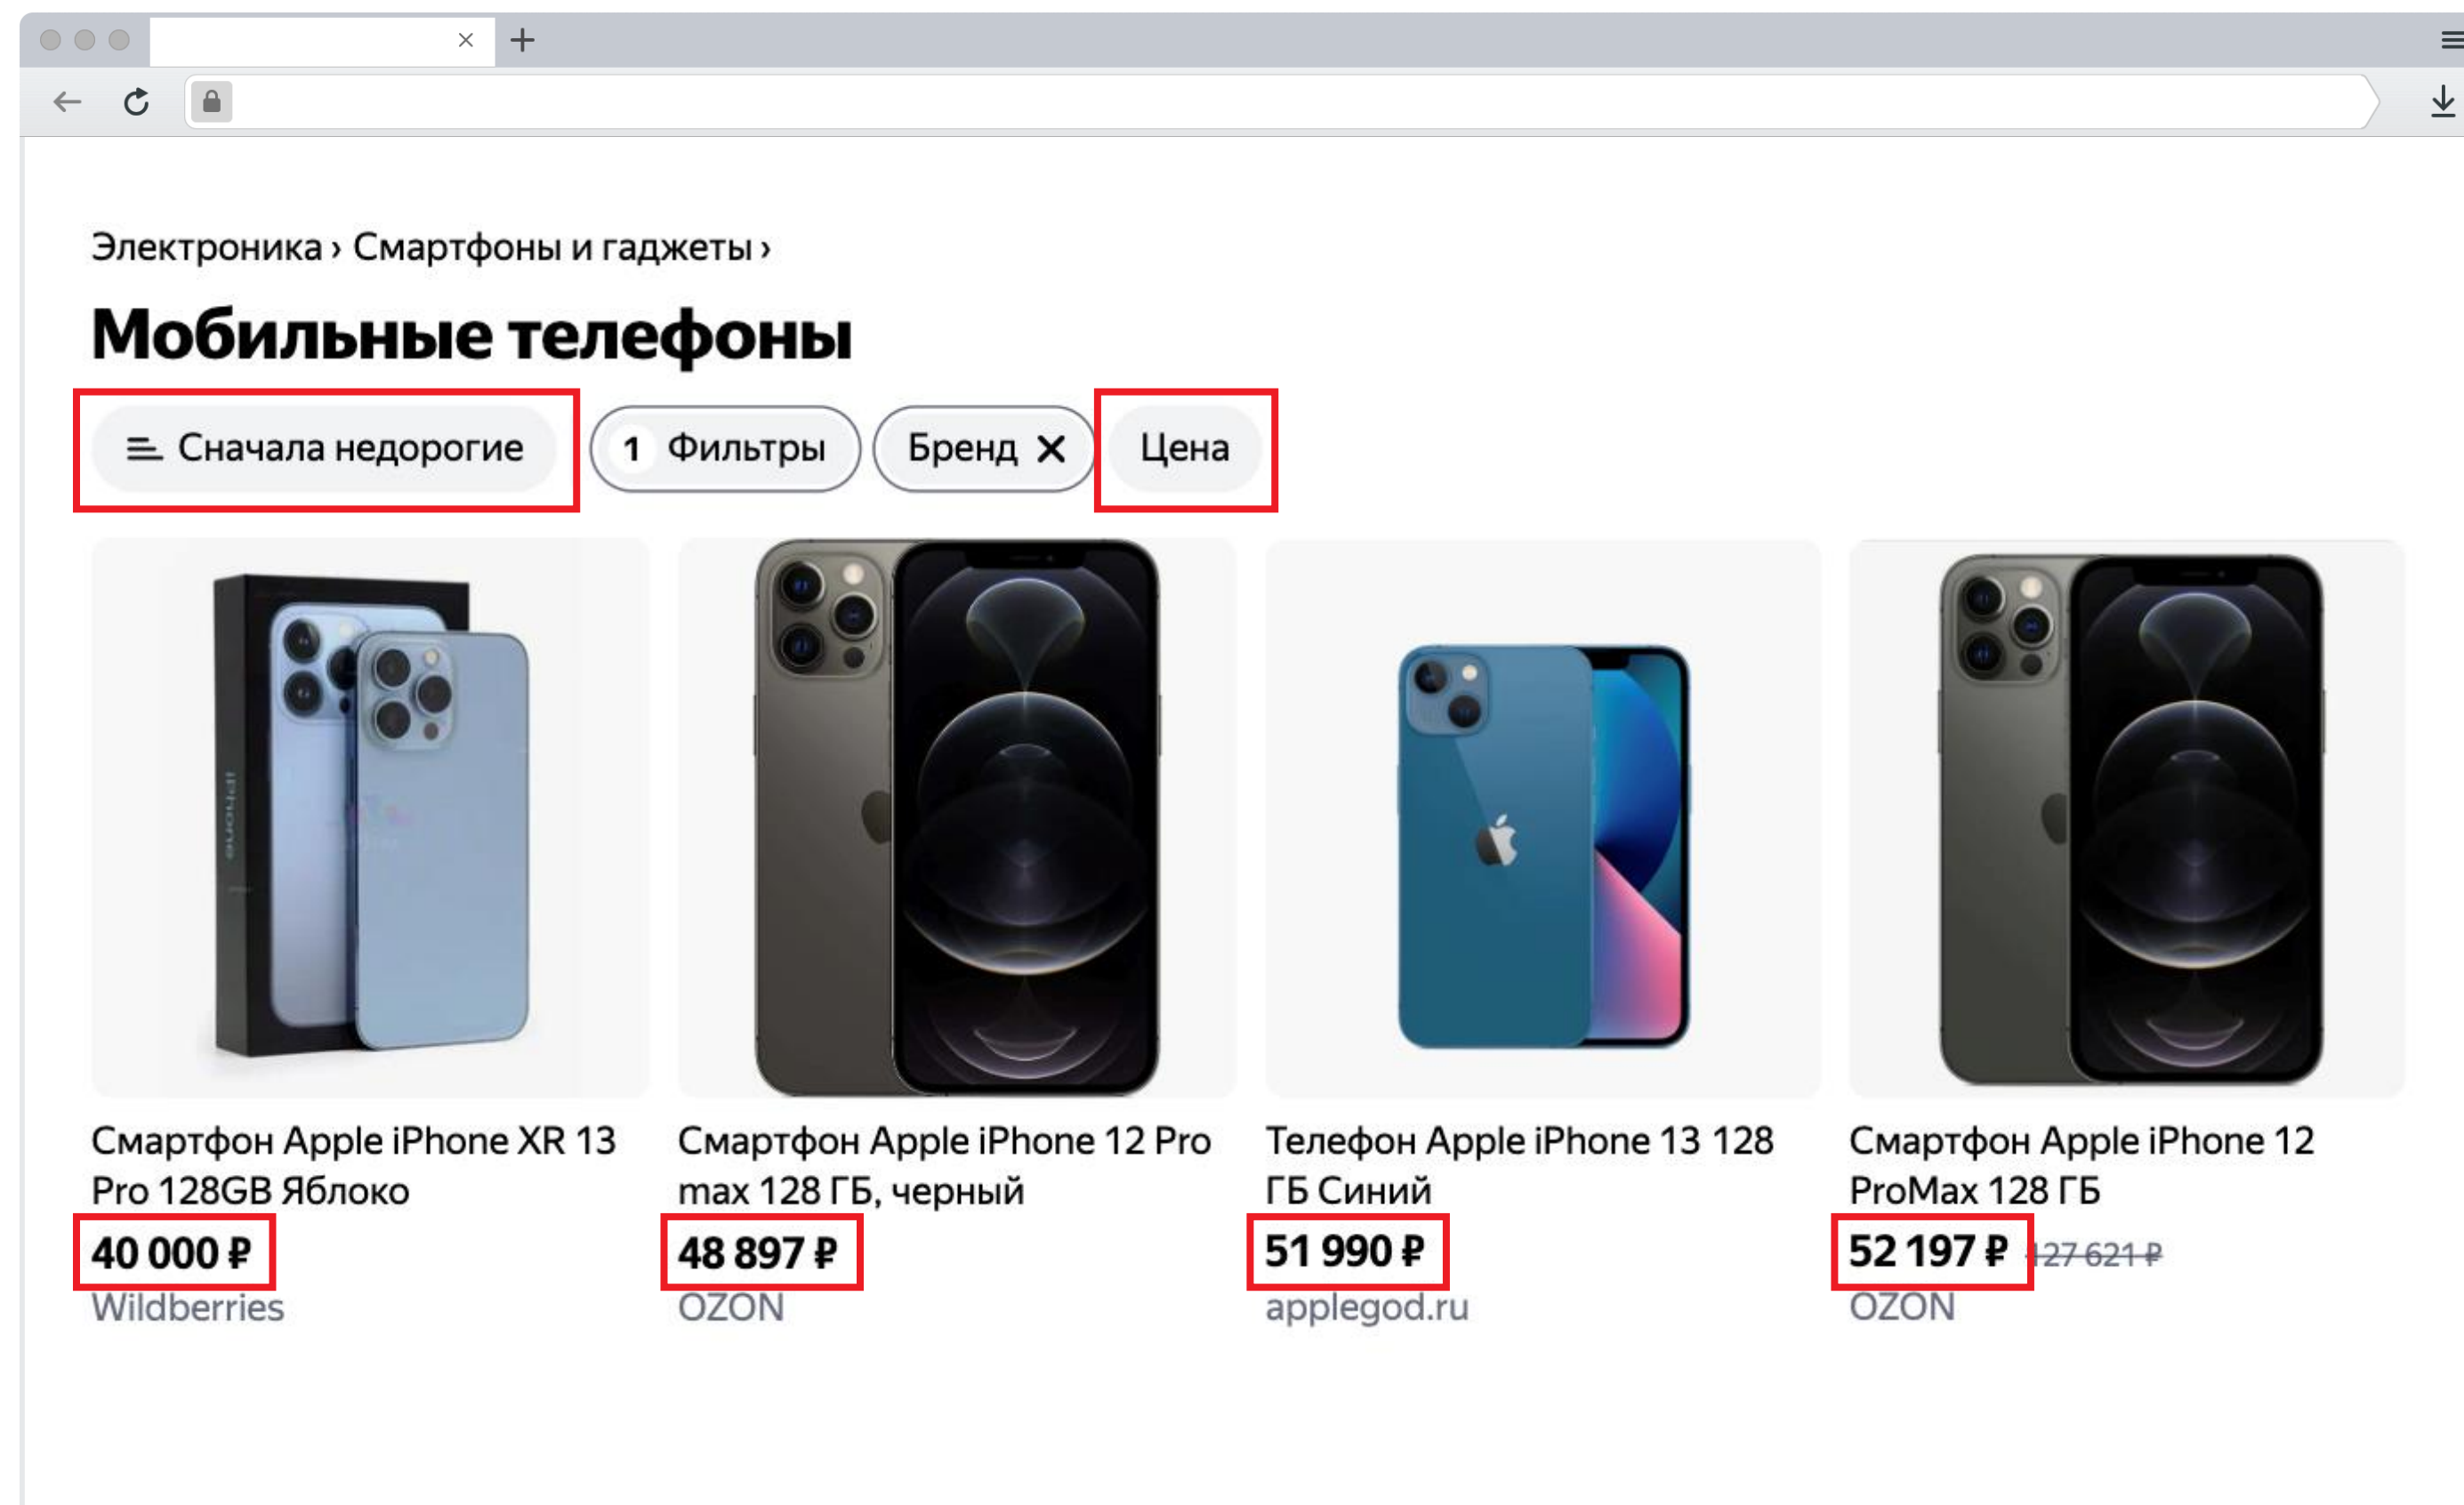 Электроника › Смартфоны и гаджеты ›
Мобильные телефоны
Сначала недорогие
1 Фильтры
Бренд
Цена
iPhone
Смартфон Apple iPhone XR 13
Pro 128GB Яблоко
40 000 ₽
Wildberries
Смартфон Apple iPhone 12 Pro
max 128 ГБ, черный
48 897 ₽
OZON
Телефон Apple iPhone 13 128
ГБ Синий
51 990 ₽
applegod.ru
Смартфон Apple iPhone 12
ProMax 128 ГБ
52 197 ₽ 127 621 ₽
OZON